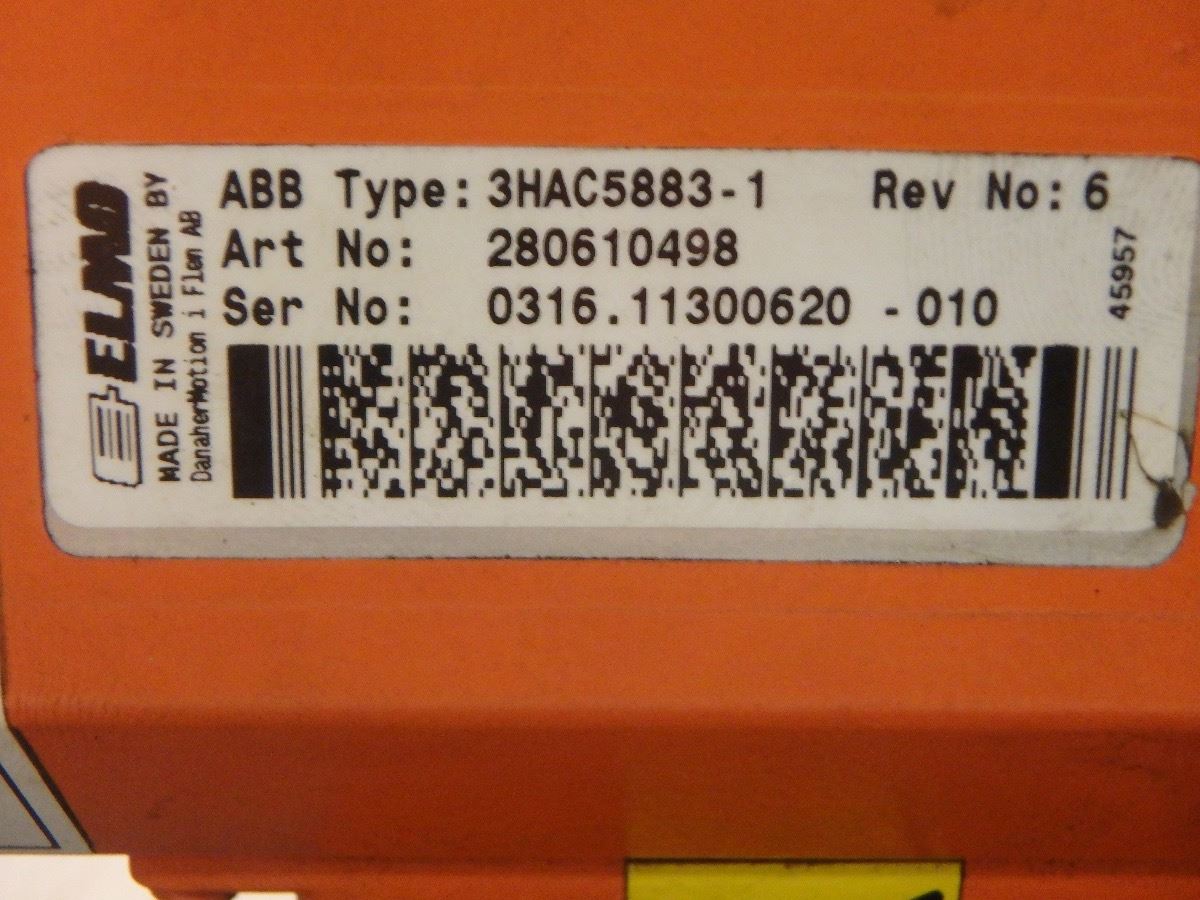 ELMO
MADE IN SWEDEN BY
DanaherMotion i Flen AB
ABB Type: 3HAC5883-1 Rev No: 6
Art No: 280610498
Ser No: 0316.11300620 -010
45957